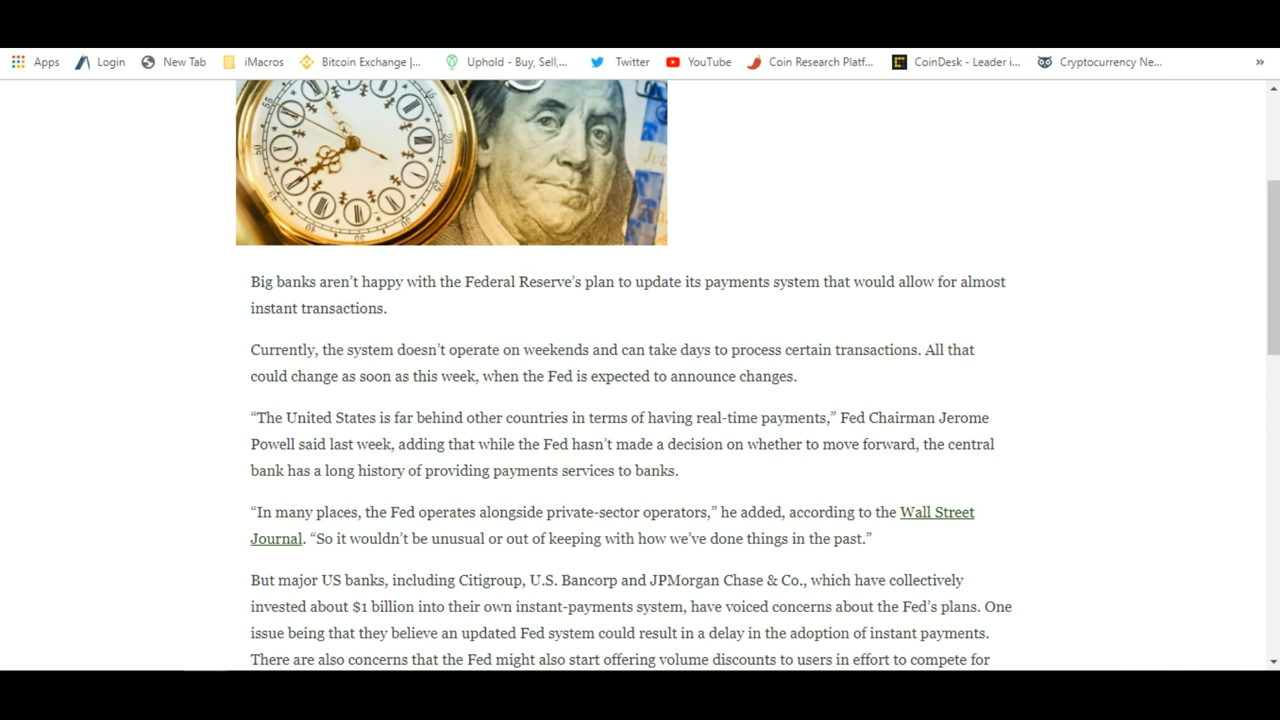 Apps Login New Tab iMacros Bitcoin Exchange |... Uphold - Buy, Sell,... Twitter YouTube Coin Research Platf... CoinDesk - Leader i... Cryptocurrency Ne... »
Big banks aren’t happy with the Federal Reserve’s plan to update its payments system that would allow for almost
instant transactions.
Currently, the system doesn’t operate on weekends and can take days to process certain transactions. All that
could change as soon as this week, when the Fed is expected to announce changes.
“The United States is far behind other countries in terms of having real-time payments,” Fed Chairman Jerome
Powell said last week, adding that while the Fed hasn’t made a decision on whether to move forward, the central
bank has a long history of providing payments services to banks.
“In many places, the Fed operates alongside private-sector operators,” he added, according to the Wall Street
Journal. “So it wouldn’t be unusual or out of keeping with how we’ve done things in the past.”
But major US banks, including Citigroup, U.S. Bancorp and JPMorgan Chase & Co., which have collectively
invested about $1 billion into their own instant-payments system, have voiced concerns about the Fed’s plans. One
issue being that they believe an updated Fed system could result in a delay in the adoption of instant payments.
There are also concerns that the Fed might also start offering volume discounts to users in effort to compete for